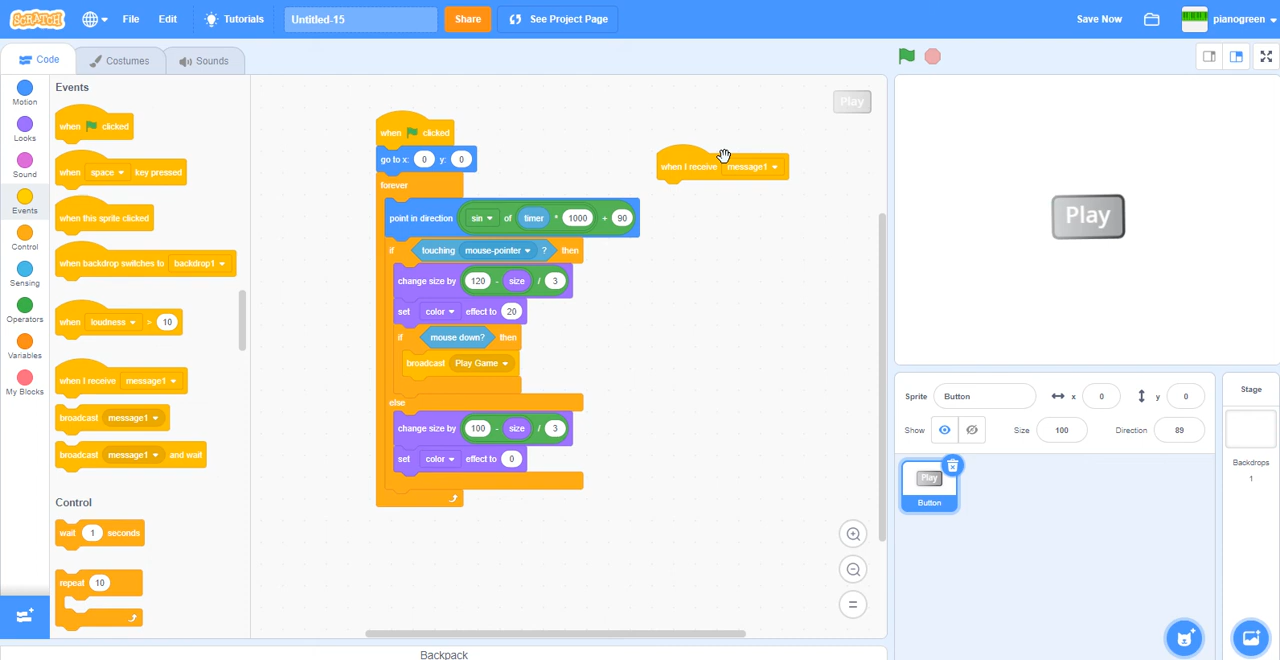 SCRATCH File Edit Tutorials Untitled-15 Share See Project Page Save Now pianogreen
Code Costumes Sounds
Motion
Looks
Sound
Events
Control
Sensing
Operators
Variables
My Blocks
Events
when clicked
when space key pressed
when this sprite clicked
when backdrop switches to backdrop1
when loudness > 10
when I receive message1
broadcast message1
broadcast message1 and wait
Control
wait 1 seconds
repeat 10
when clicked
go to x: 0 y: 0
forever
point in direction sin of timer * 1000 + 90
if touching mouse-pointer ? then
change size by 120 - size / 3
set color effect to 20
if mouse down? then
broadcast Play Game
else
change size by 100 - size / 3
set color effect to 0
when I receive message1
Play
Play
Sprite Button x 0 y 0
Show Size 100 Direction 89
Play
Button
Stage
Backdrops
1
Backpack